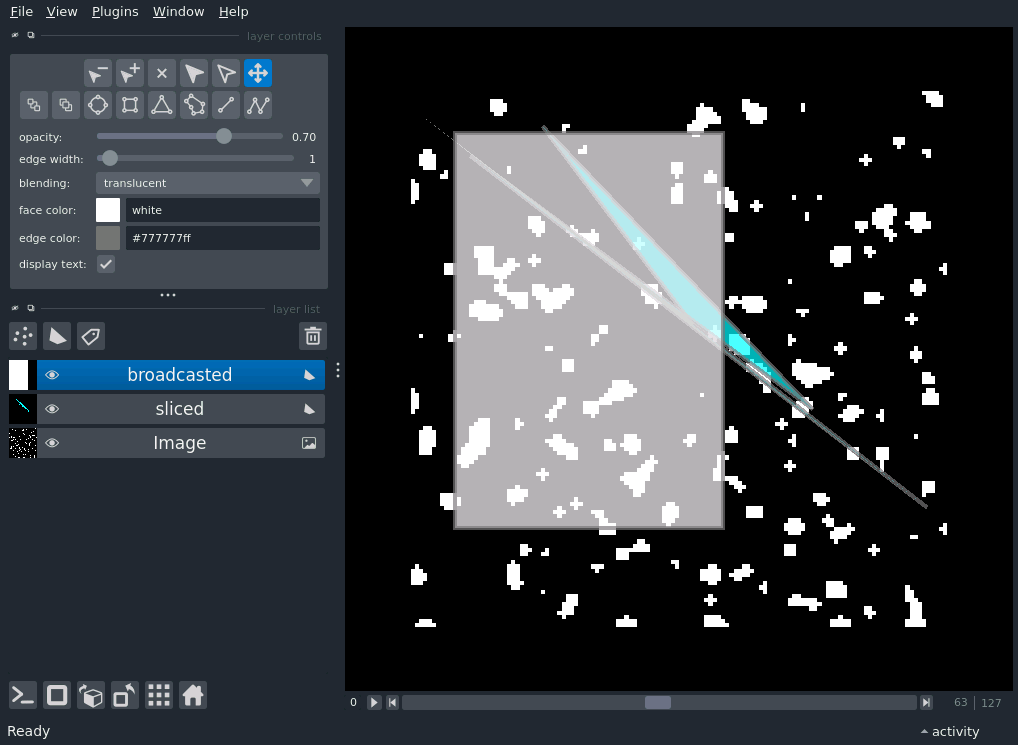 File View Plugins Window Help
layer controls
opacity: 0.70
edge width: 1
blending: translucent
face color: white
edge color: #777777ff
display text:
layer list
broadcasted
sliced
Image
0 63 127
Ready activity